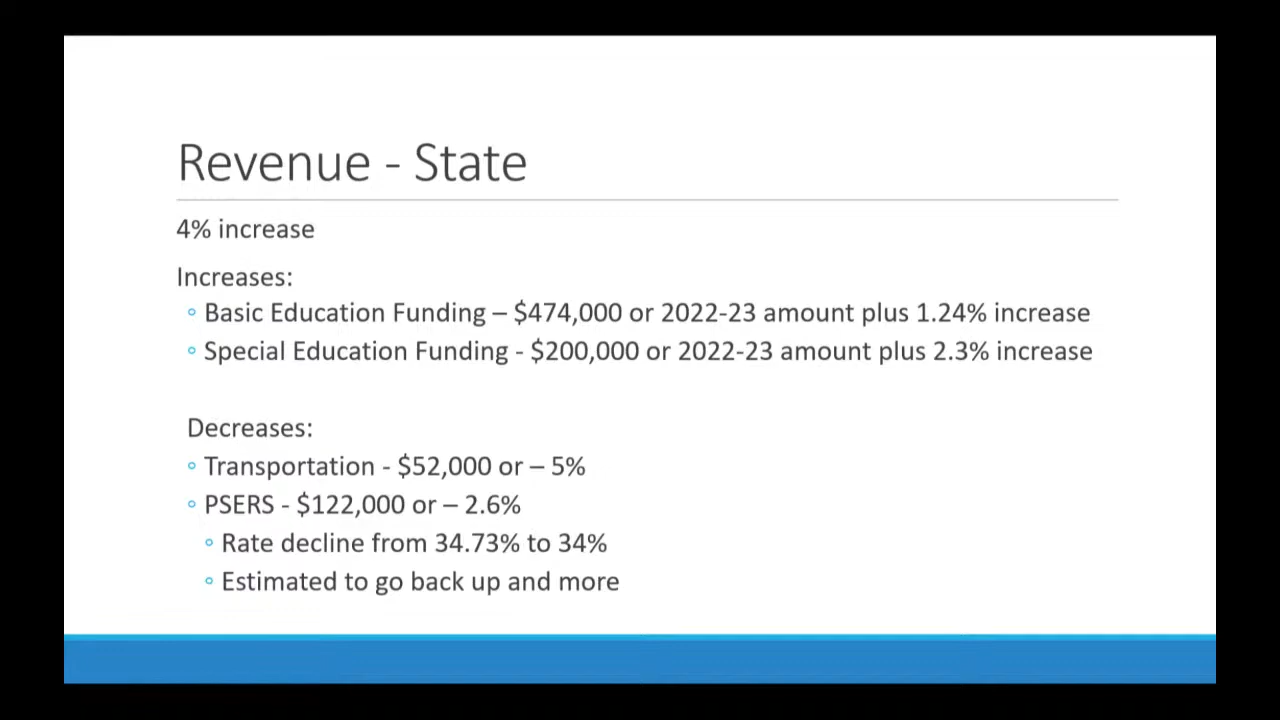 Revenue - State
4% increase
Increases:
◦ Basic Education Funding – $474,000 or 2022-23 amount plus 1.24% increase
◦ Special Education Funding - $200,000 or 2022-23 amount plus 2.3% increase
Decreases:
◦ Transportation - $52,000 or – 5%
◦ PSERS - $122,000 or – 2.6%
◦ Rate decline from 34.73% to 34%
◦ Estimated to go back up and more